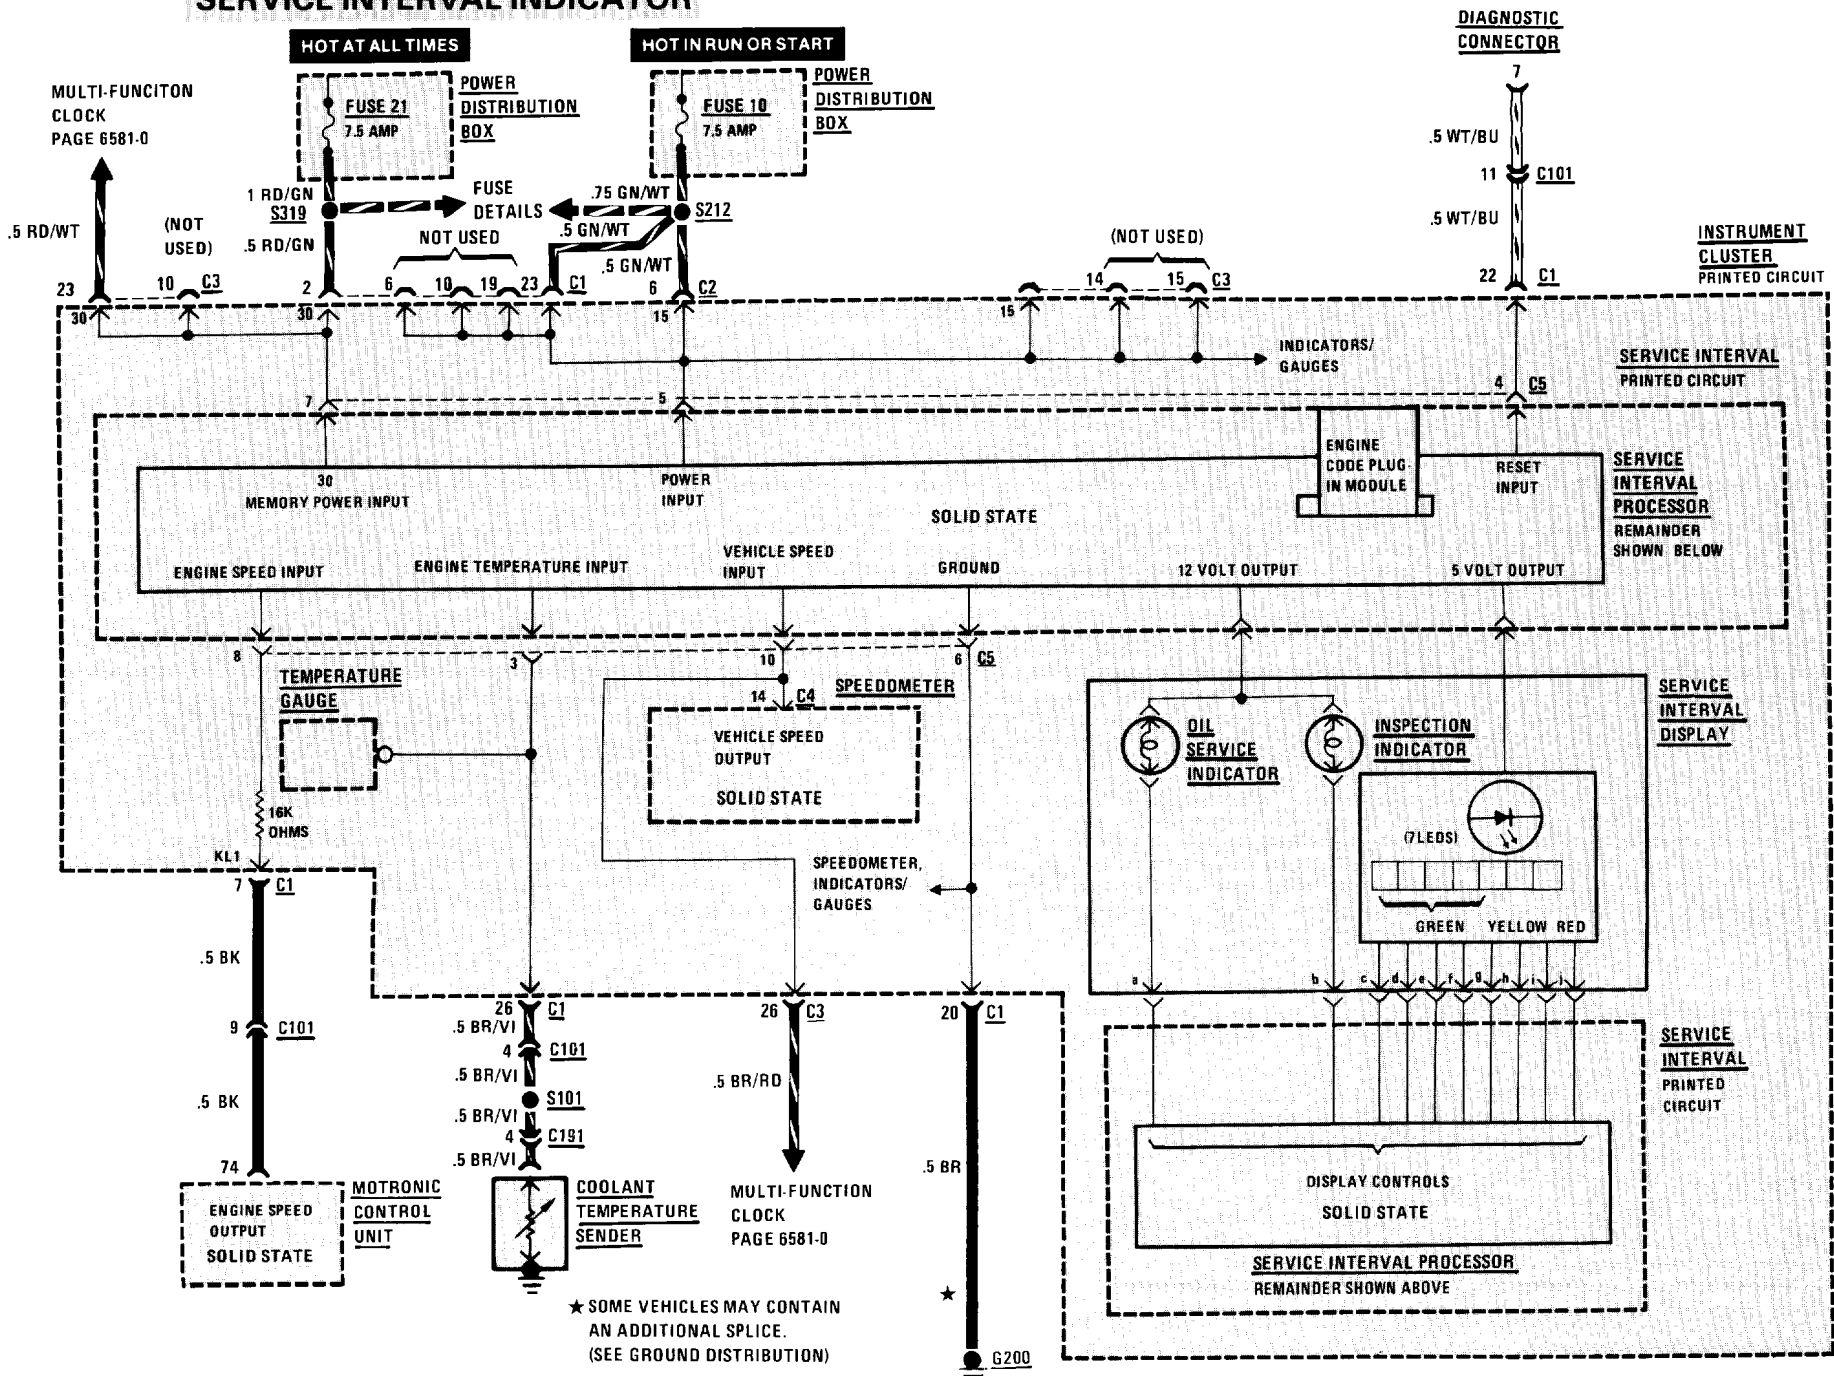 SERVICE INTERVAL INDICATOR
HOT AT ALL TIMES
HOT IN RUN OR START
DIAGNOSTIC
CONNECTOR
7
MULTI-FUNCITON
CLOCK
PAGE 6581-0
FUSE 21
7.5 AMP
POWER
DISTRIBUTION
BOX
FUSE 10
7.5 AMP
POWER
DISTRIBUTION
BOX
.5 WT/BU
11 C101
.5 WT/BU
1 RD/GN
S319
FUSE
DETAILS
.75 GN/WT
S212
.5 RD/WT
(NOT
USED)
.5 RD/GN
NOT USED
.5 GN/WT
.5 GN/WT
(NOT USED)
INSTRUMENT
CLUSTER
PRINTED CIRCUIT
23 10 C3 2 6 10 19 23 C1 6 C2 14 15 C3 22 C1
30 30 15 15
INDICATORS/
GAUGES
SERVICE INTERVAL
PRINTED CIRCUIT
7 5 4 C5
30
MEMORY POWER INPUT
POWER
INPUT
SOLID STATE
ENGINE
CODE PLUG-
IN MODULE
RESET
INPUT
SERVICE
INTERVAL
PROCESSOR
REMAINDER
SHOWN BELOW
ENGINE SPEED INPUT
ENGINE TEMPERATURE INPUT
VEHICLE SPEED
INPUT
GROUND
12 VOLT OUTPUT
5 VOLT OUTPUT
8 3 10 6 C5
TEMPERATURE
GAUGE
14 C4
SPEEDOMETER
VEHICLE SPEED
OUTPUT
SOLID STATE
OIL
SERVICE
INDICATOR
INSPECTION
INDICATOR
SERVICE
INTERVAL
DISPLAY
16K
OHMS
KL1
7 C1
(7LEDS)
SPEEDOMETER,
INDICATORS/
GAUGES
GREEN YELLOW RED
a b c d e f g h i j
.5 BK
9 C101
.5 BK
74
26 C1
.5 BR/VI
4 C101
.5 BR/VI
S101
.5 BR/VI
4 C191
.5 BR/VI
26 C3
.5 BR/RD
20 C1
.5 BR
SERVICE
INTERVAL
PRINTED
CIRCUIT
ENGINE SPEED
OUTPUT
SOLID STATE
MOTRONIC
CONTROL
UNIT
COOLANT
TEMPERATURE
SENDER
MULTI-FUNCTION
CLOCK
PAGE 6581-0
DISPLAY CONTROLS
SOLID STATE
SERVICE INTERVAL PROCESSOR
REMAINDER SHOWN ABOVE
★
★ SOME VEHICLES MAY CONTAIN
AN ADDITIONAL SPLICE.
(SEE GROUND DISTRIBUTION)
G200